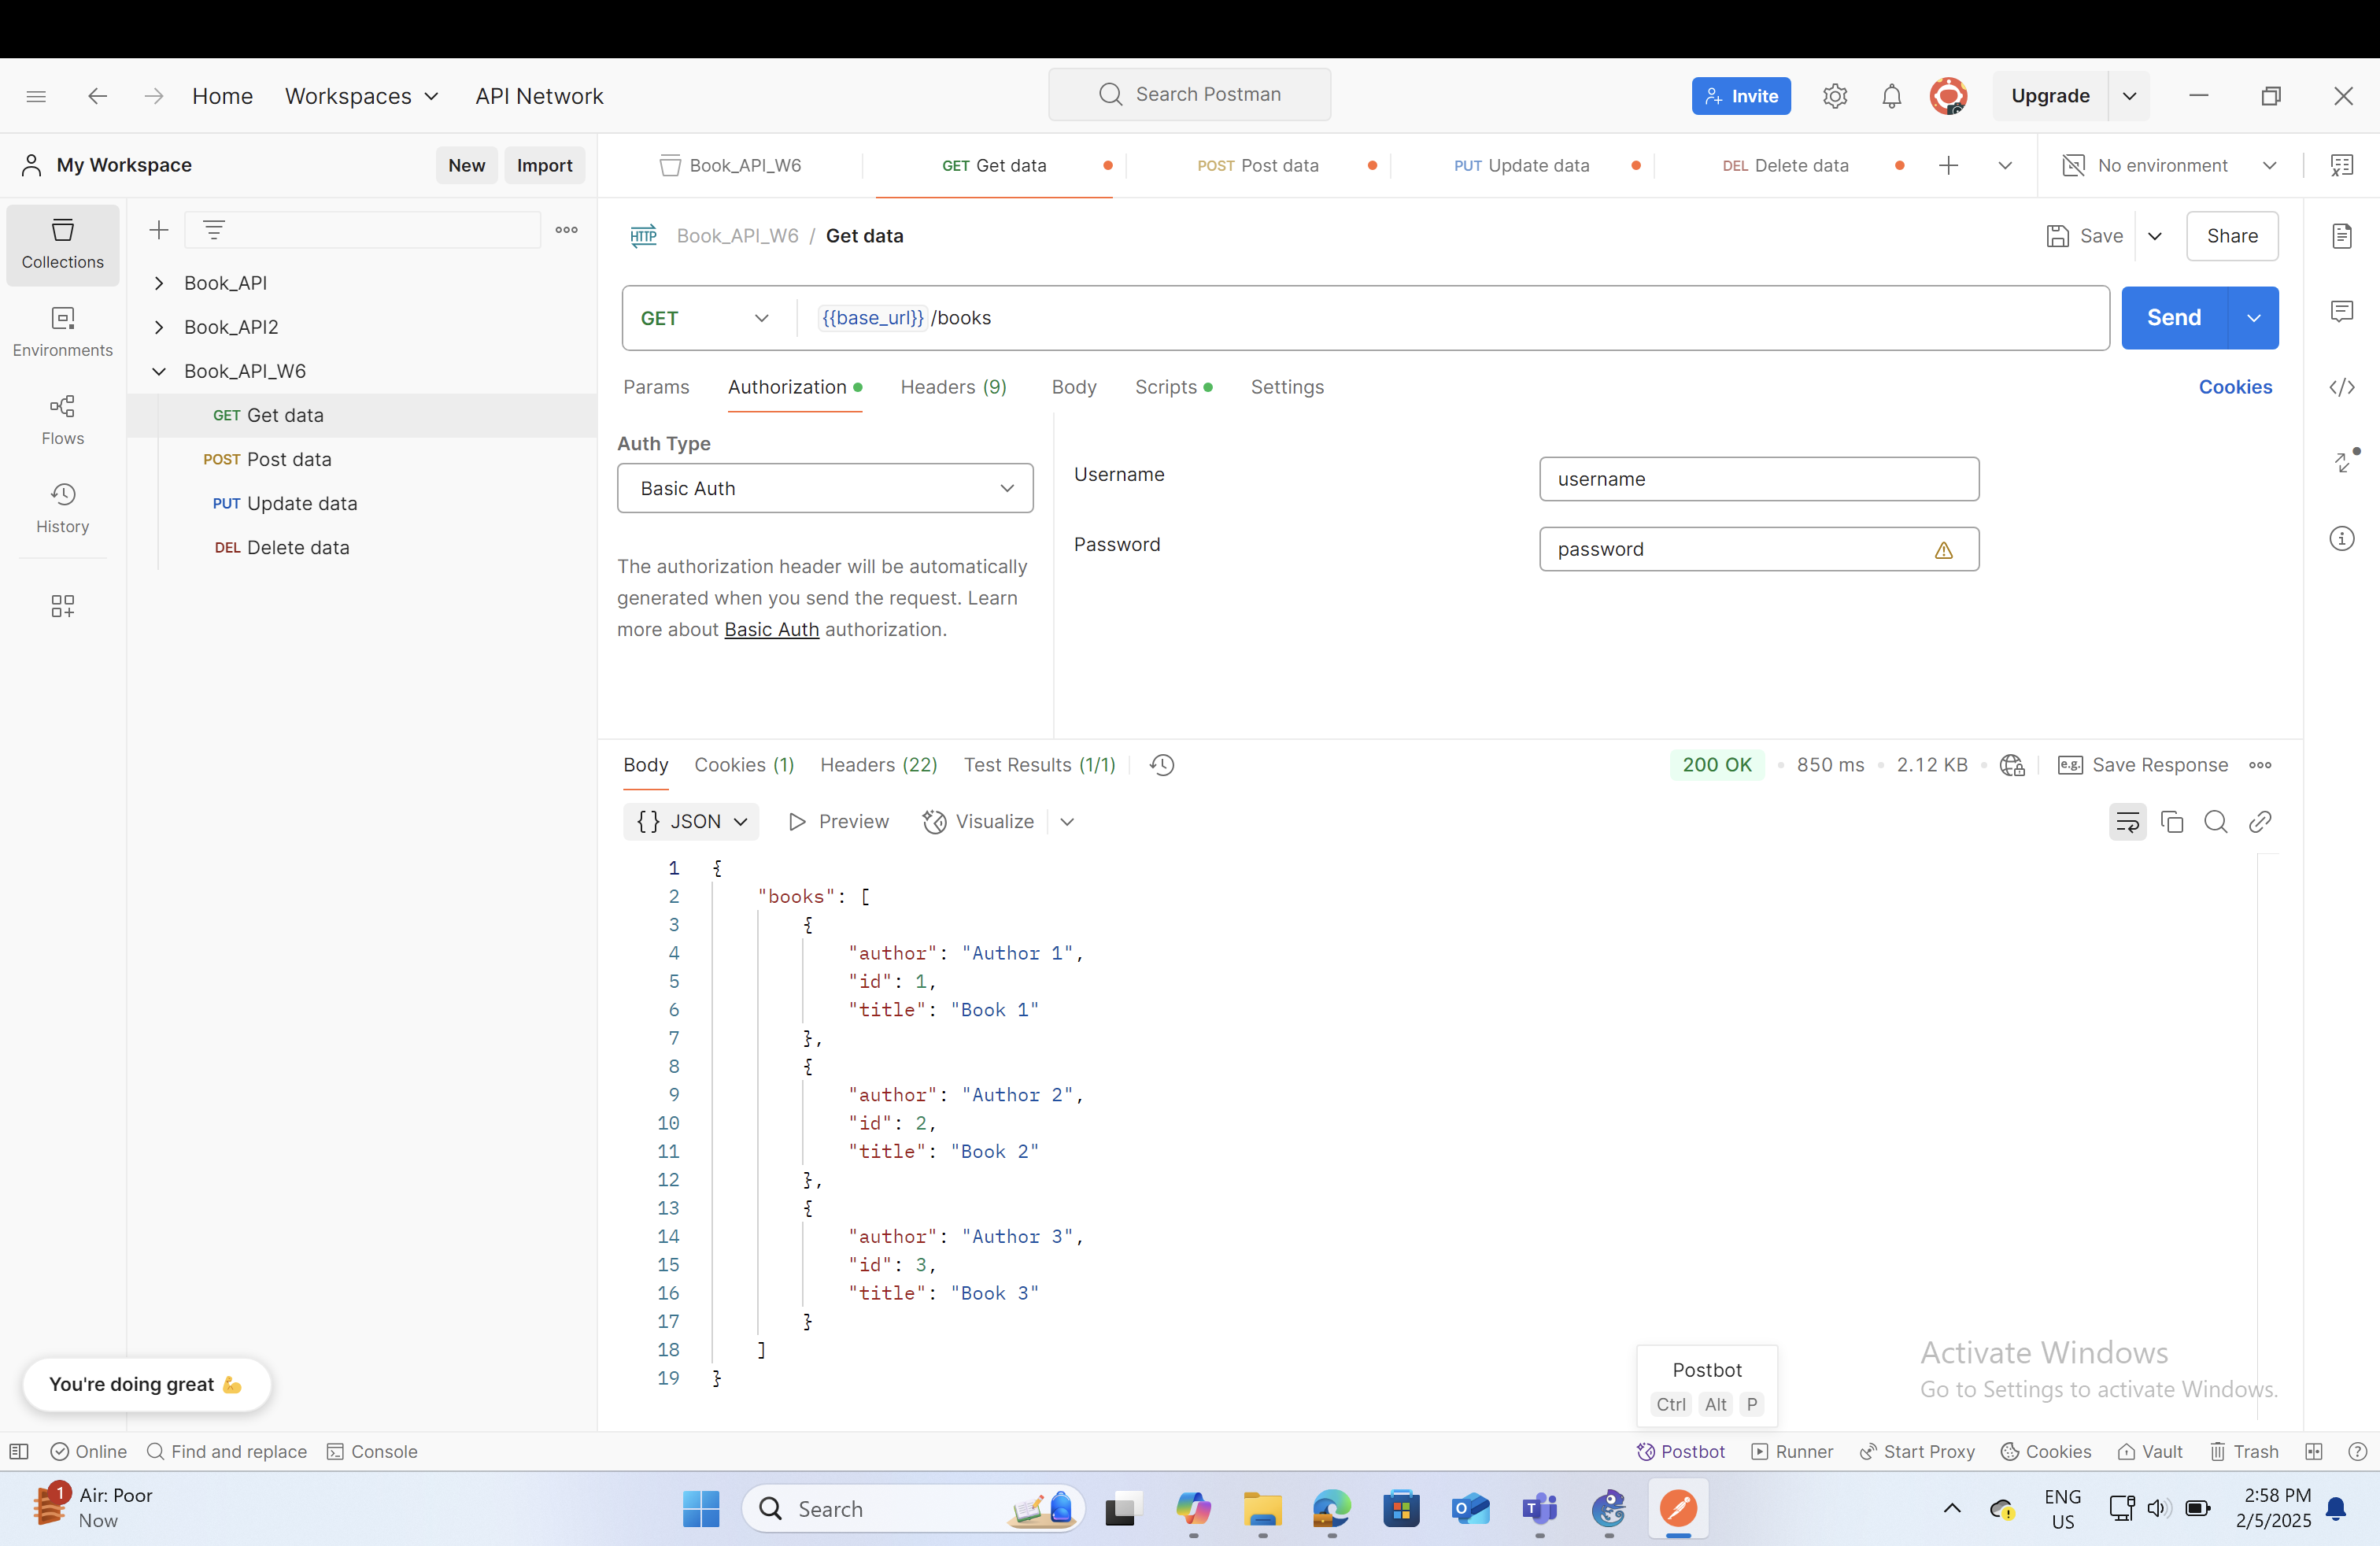 Home Workspaces API Network Search Postman Invite Upgrade
My Workspace New Import Book_API_W6 GET Get data POST Post data PUT Update data DEL Delete data No environment
Collections
Environments
Flows
History
Book_API
Book_API2
Book_API_W6
GET Get data
POST Post data
PUT Update data
DEL Delete data
HTTP Book_API_W6 / Get data Save Share
GET {{base_url}} /books Send
Params Authorization Headers (9) Body Scripts Settings Cookies
Auth Type
Basic Auth
The authorization header will be automatically
generated when you send the request. Learn
more about Basic Auth authorization.
Username username
Password password
Body Cookies (1) Headers (22) Test Results (1/1) 200 OK 850 ms 2.12 KB e.g. Save Response
{} JSON Preview Visualize
1 {
2 "books": [
3 {
4 "author": "Author 1",
5 "id": 1,
6 "title": "Book 1"
7 },
8 {
9 "author": "Author 2",
10 "id": 2,
11 "title": "Book 2"
12 },
13 {
14 "author": "Author 3",
15 "id": 3,
16 "title": "Book 3"
17 }
18 ]
19 }
You're doing great 💪
Postbot
Ctrl Alt P
Activate Windows
Go to Settings to activate Windows.
Online Find and replace Console Postbot Runner Start Proxy Cookies Vault Trash
1 Air: Poor
Now
Search
ENG
US
2:58 PM
2/5/2025